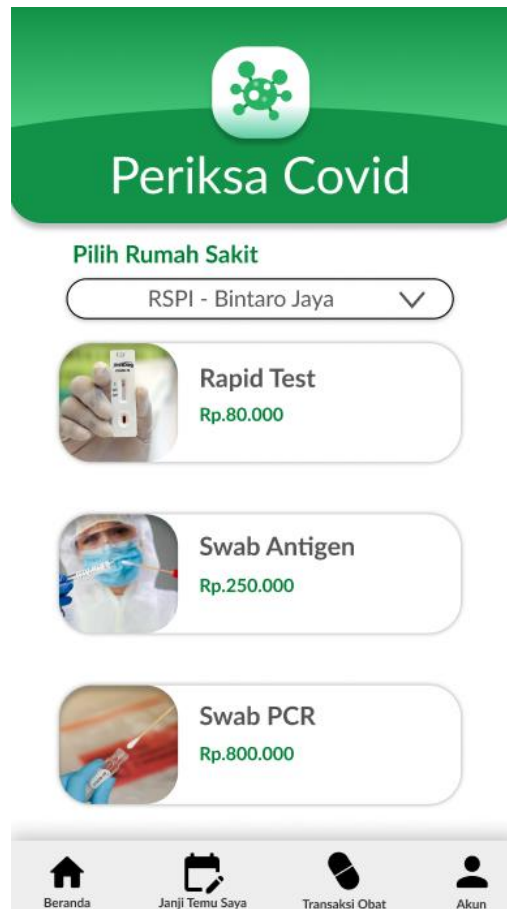 Periksa Covid
Pilih Rumah Sakit
RSPI - Bintaro Jaya
Rapid Test
Rp.80.000
Swab Antigen
Rp.250.000
Swab PCR
Rp.800.000
Beranda
Janji Temu Saya
Transaksi Obat
Akun